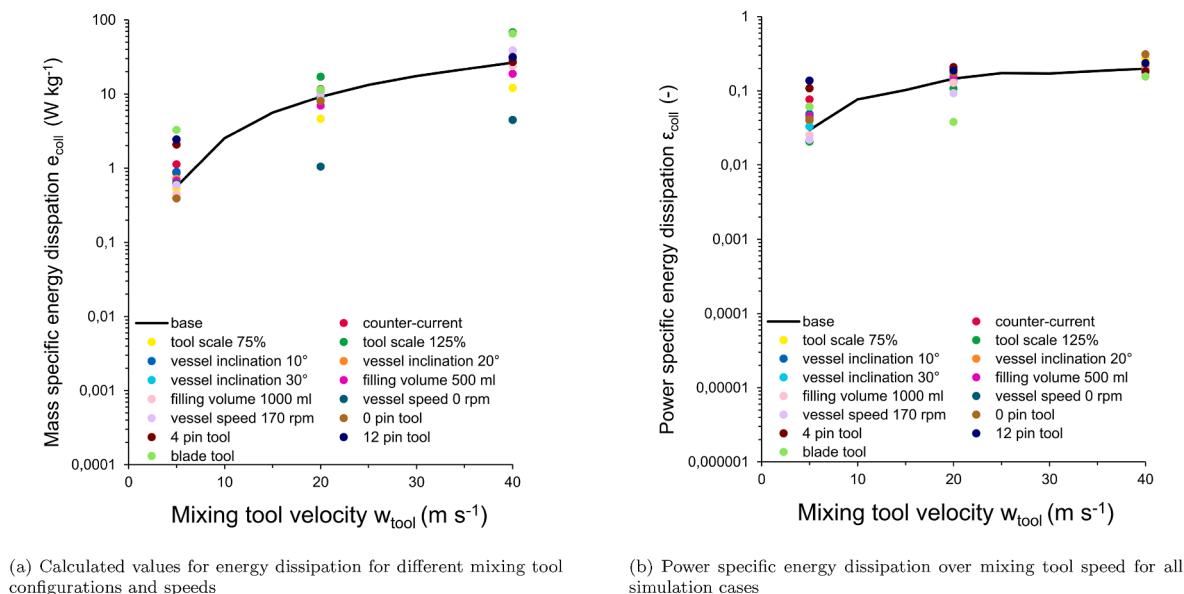 Mass specific energy disspation e_coll (W kg⁻¹)
100
10
1
0,1
0,01
0,001
0,0001
base
counter-current
tool scale 75%
tool scale 125%
vessel inclination 10°
vessel inclination 20°
vessel inclination 30°
filling volume 500 ml
filling volume 1000 ml
vessel speed 0 rpm
vessel speed 170 rpm
0 pin tool
4 pin tool
12 pin tool
blade tool
0 10 20 30 40
Mixing tool velocity w_tool (m s⁻¹)
(a) Calculated values for energy dissipation for different mixing tool
configurations and speeds
Power specific energy dissipation ε_coll (-)
1
0,1
0,01
0,001
0,0001
0,00001
0,000001
base
counter-current
tool scale 75%
tool scale 125%
vessel inclination 10°
vessel inclination 20°
vessel inclination 30°
filling volume 500 ml
filling volume 1000 ml
vessel speed 0 rpm
vessel speed 170 rpm
0 pin tool
4 pin tool
12 pin tool
blade tool
0 10 20 30 40
Mixing tool velocity w_tool (m s⁻¹)
(b) Power specific energy dissipation over mixing tool speed for all
simulation cases